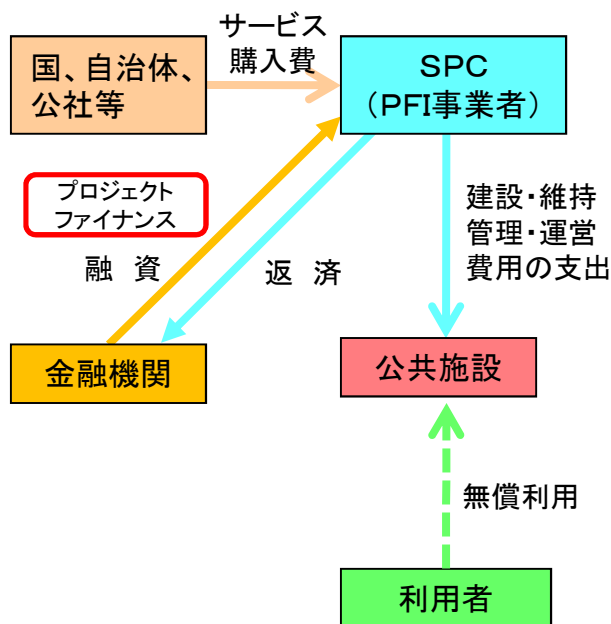 サービス
購入費
国、自治体、
公社等
SPC
（PFI事業者）
プロジェクト
ファイナンス
融　資
返　済
建設・維持
管理・運営
費用の支出
金融機関
公共施設
無償利用
利用者